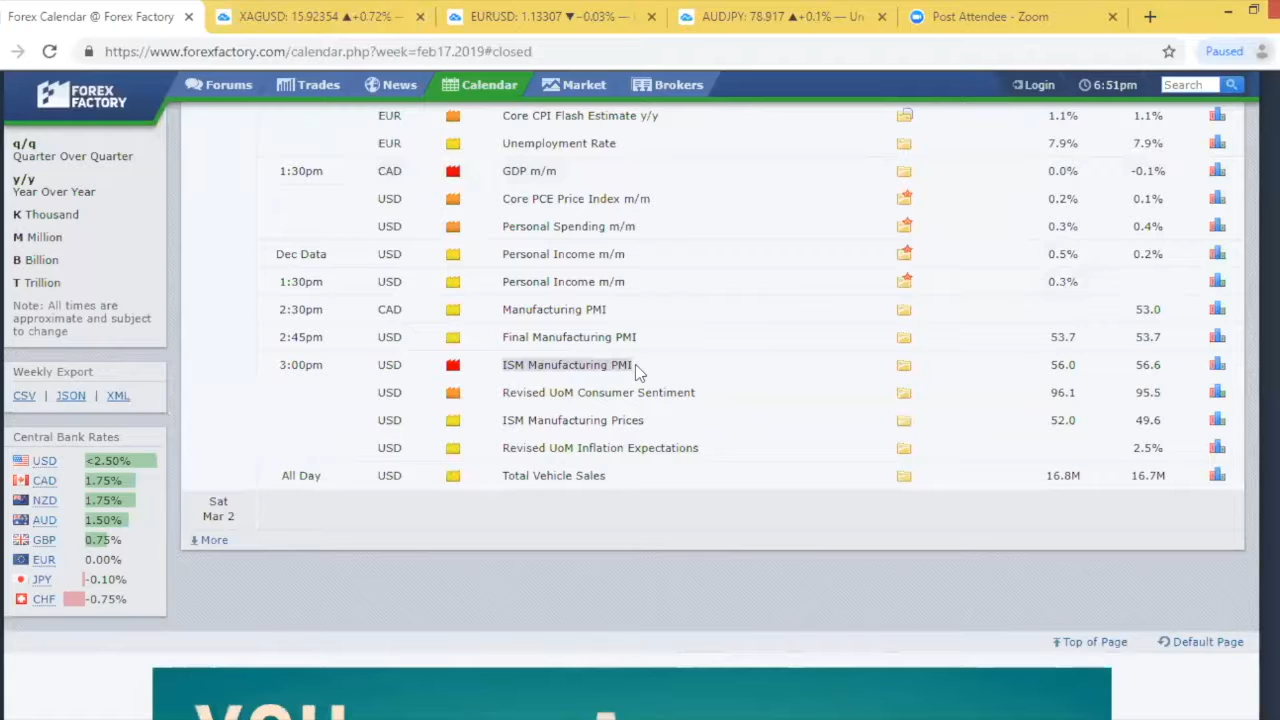 Forex Calendar @ Forex Factory
XAGUSD: 15.92354 ▲+0.72% —
EURUSD: 1.13307 ▼−0.03% — 
AUDJPY: 78.917 ▲+0.1% — Un
Post Attendee - Zoom
https://www.forexfactory.com/calendar.php?week=feb17.2019#closed
Paused
FOREX
FACTORY
Forums
Trades
News
Calendar
Market
Brokers
Login
6:51pm
Search
q/q
Quarter Over Quarter
y/y
Year Over Year
K Thousand
M Million
B Billion
T Trillion
Note: All times are
approximate and subject
to change
Weekly Export
CSV | JSON | XML
Central Bank Rates
USD <2.50%
CAD 1.75%
NZD 1.75%
AUD 1.50%
GBP 0.75%
EUR 0.00%
JPY -0.10%
CHF -0.75%
EUR Core CPI Flash Estimate y/y 1.1% 1.1%
EUR Unemployment Rate 7.9% 7.9%
1:30pm CAD GDP m/m 0.0% -0.1%
USD Core PCE Price Index m/m 0.2% 0.1%
USD Personal Spending m/m 0.3% 0.4%
Dec Data USD Personal Income m/m 0.5% 0.2%
1:30pm USD Personal Income m/m 0.3%
2:30pm CAD Manufacturing PMI 53.0
2:45pm USD Final Manufacturing PMI 53.7 53.7
3:00pm USD ISM Manufacturing PMI 56.0 56.6
USD Revised UoM Consumer Sentiment 96.1 95.5
USD ISM Manufacturing Prices 52.0 49.6
USD Revised UoM Inflation Expectations 2.5%
All Day USD Total Vehicle Sales 16.8M 16.7M
Sat
Mar 2
More
Top of Page
Default Page